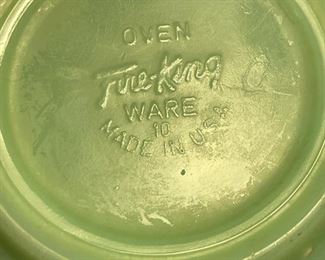 OVEN
Fire-King
WARE
10
MADE IN U.S.A.